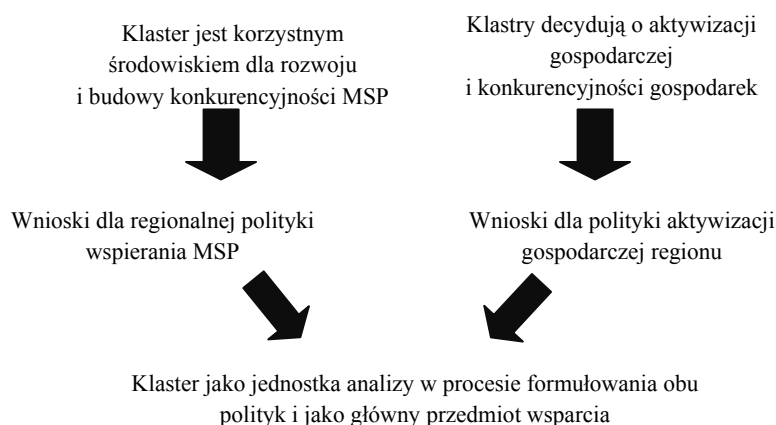 Klaster jest korzystnym
środowiskiem dla rozwoju
i budowy konkurencyjności MSP
Klastry decydują o aktywizacji
gospodarczej
i konkurencyjności gospodarek
Wnioski dla regionalnej polityki
wspierania MSP
Wnioski dla polityki aktywizacji
gospodarczej regionu
Klaster jako jednostka analizy w procesie formułowania obu
polityk i jako główny przedmiot wsparcia